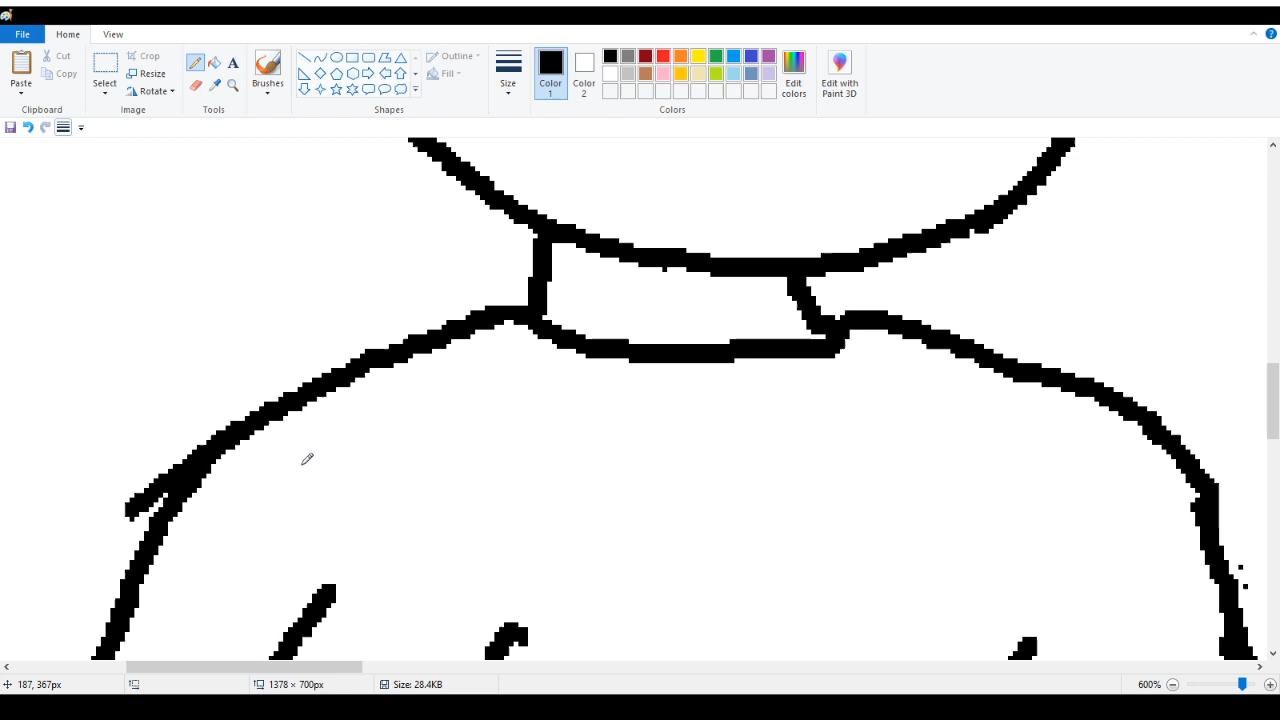 File Home View
Paste Cut Copy Clipboard
Select Crop Resize Rotate Image
A Tools
Brushes
Outline Fill Shapes
Size
Color 1 Color 2 Edit colors Colors
Edit with Paint 3D
187, 367px 1378 × 700px Size: 28.4KB 600%